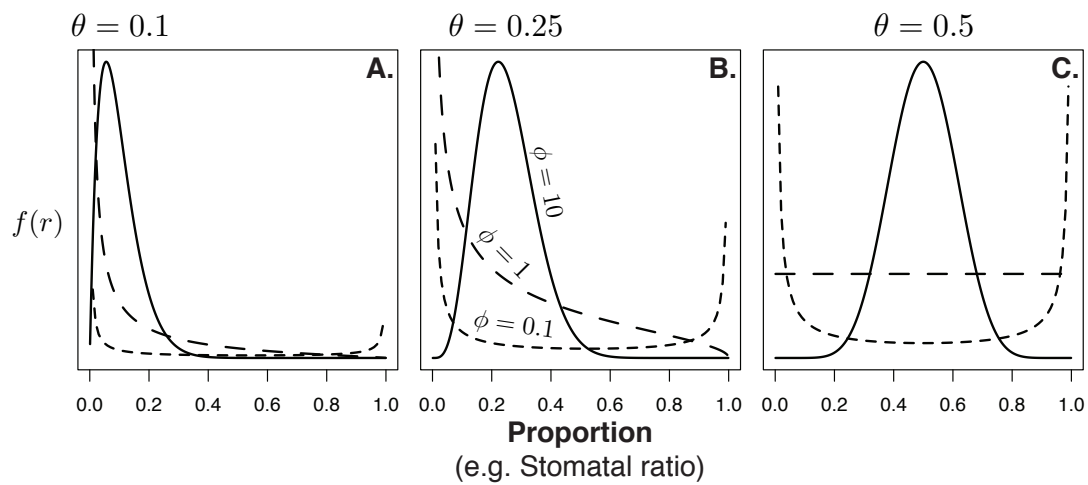 θ = 0.1 θ = 0.25 θ = 0.5
A. B. C.
f(r)
ϕ = 10
ϕ = 1
ϕ = 0.1
0.0 0.2 0.4 0.6 0.8 1.0 0.0 0.2 0.4 0.6 0.8 1.0 0.0 0.2 0.4 0.6 0.8 1.0
Proportion
(e.g. Stomatal ratio)